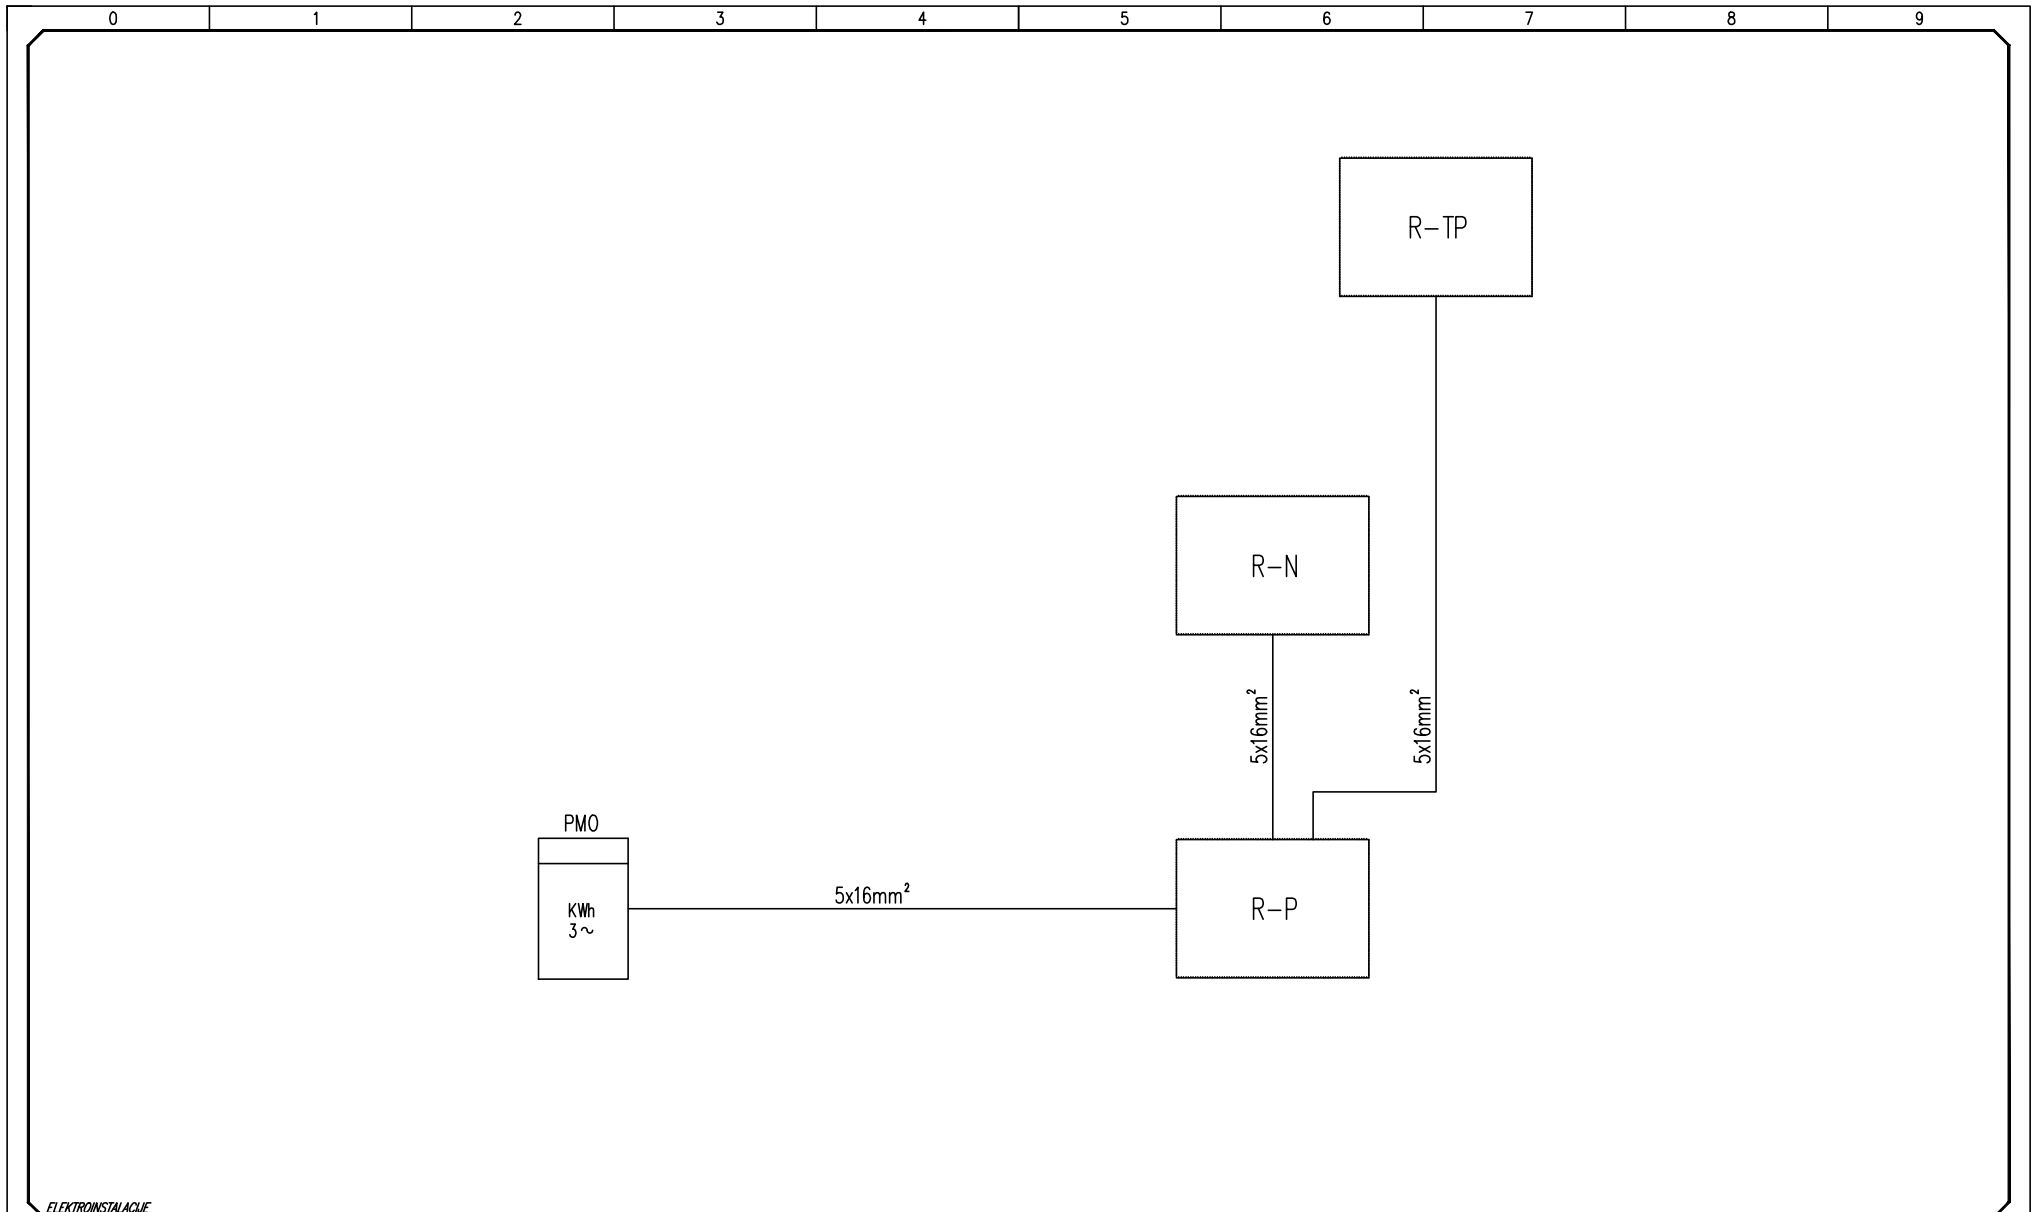 0 1 2 3 4 5 6 7 8 9
R-TP
R-N
5x16mm²
5x16mm²
PMO
5x16mm²
KWh
3~
R-P
ELEKTROINSTALACIJE